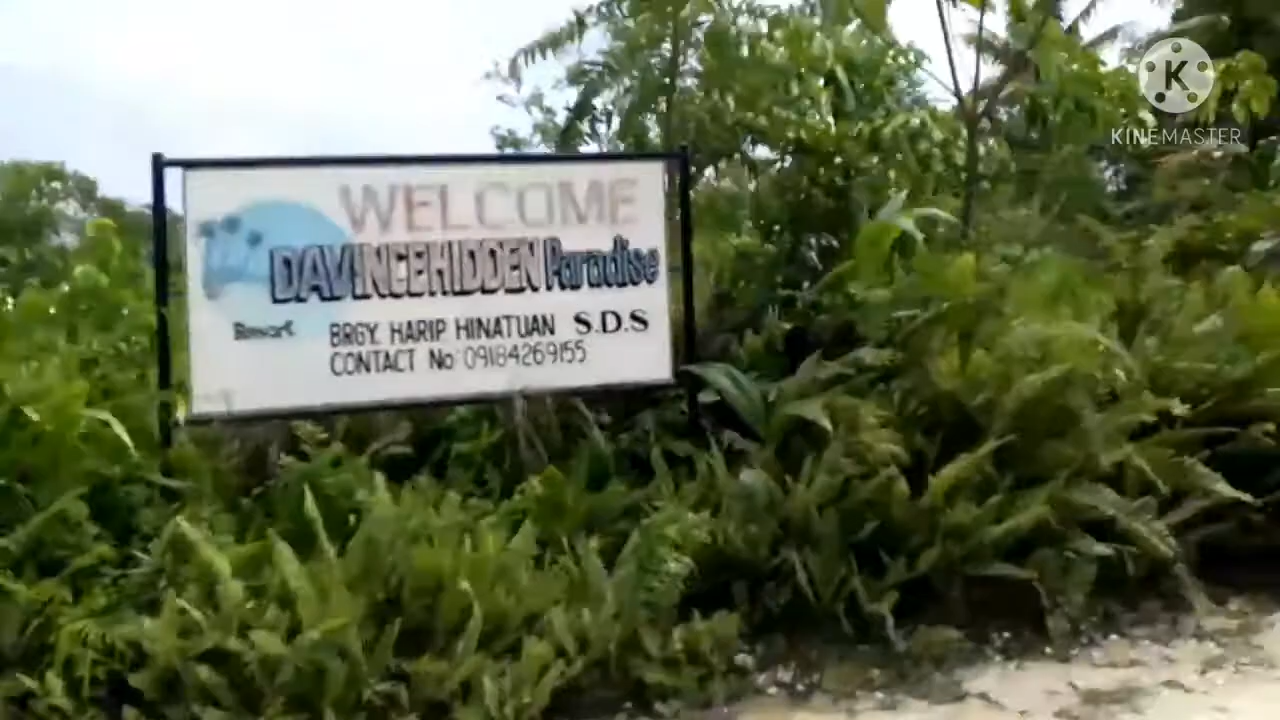 K
KINEMASTER
WELCOME
DAVINCEHIDDEN Paradise
Resort BRGY. HARIP HINATUAN S.D.S
CONTACT No 09184269155